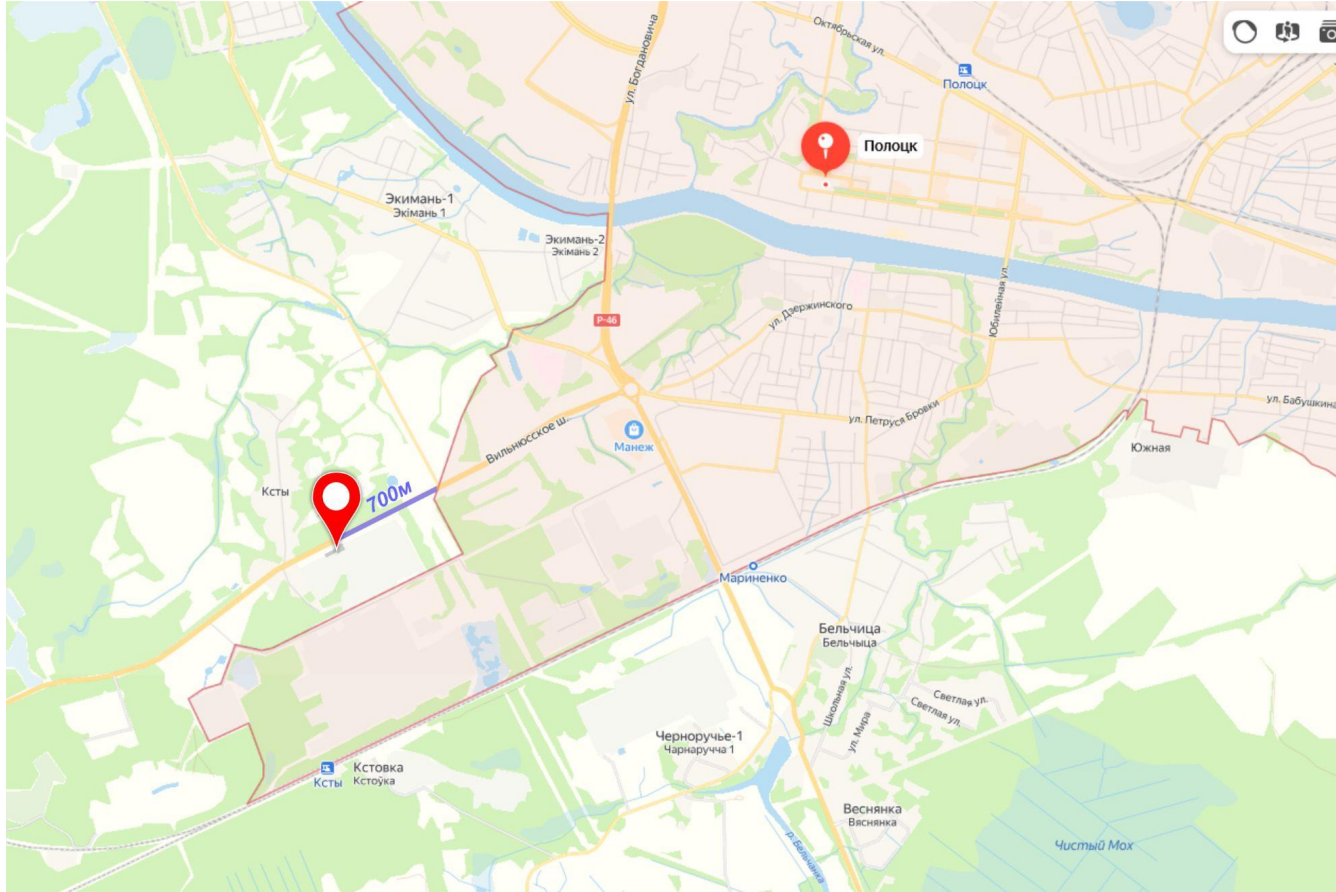 ул. Богдановича
Октябрьская ул.
Полоцк
Полоцк
Экимань-1
Экімань 1
Экимань-2
Экімань 2
Р-46
ул. Дзержинского
Юбилейная ул.
ул. Петруся Бровки
ул. Бабушкина
Вильнюсское ш.
Манеж
Южная
Ксты
700м
Мариненко
Бельчица
Бельчыца
Школьная ул.
ул. Мира
Светлая ул.
Светлая ул.
Черноручье-1
Чарнаручча 1
Ксты
Кстовка
Кстоўка
Веснянка
Вяснянка
р. Бельчанка
Чистый Мох